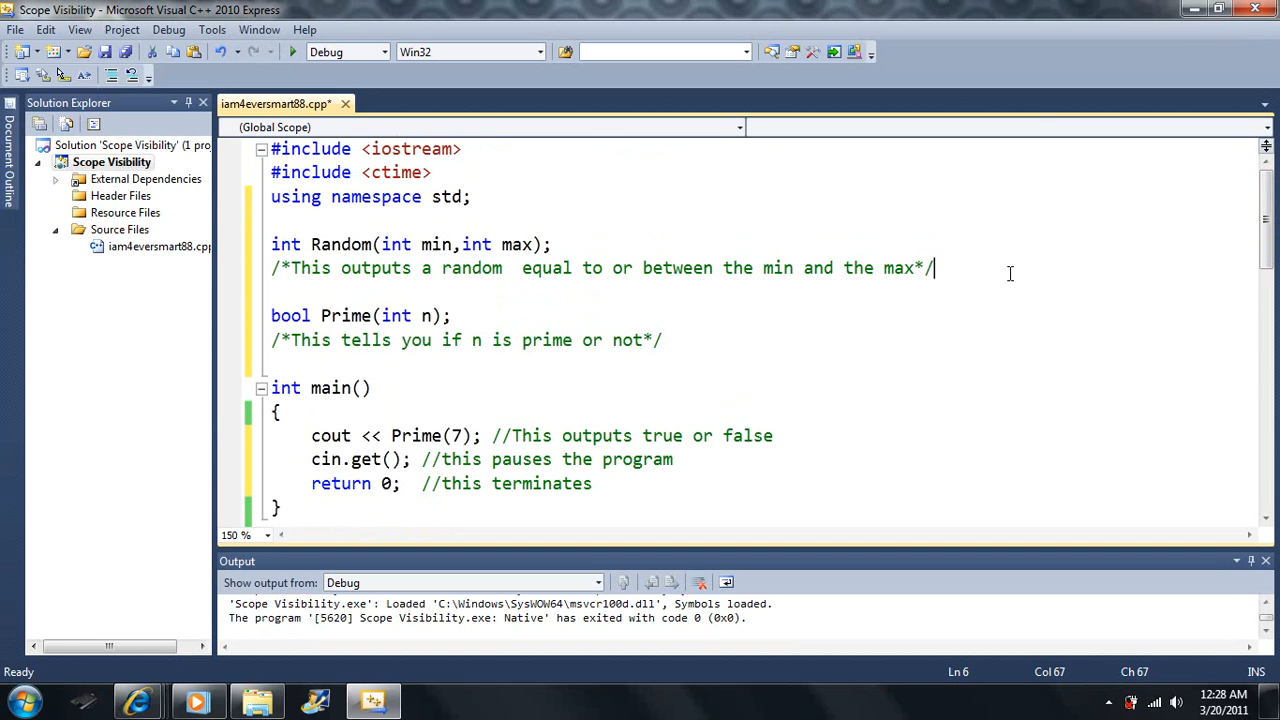 Scope Visibility - Microsoft Visual C++ 2010 Express
File Edit View Project Debug Tools Window Help
Debug Win32
Solution Explorer
iam4eversmart88.cpp*
Document Outline
(Global Scope)
Solution 'Scope Visibility' (1 proj
Scope Visibility
External Dependencies
Header Files
Resource Files
Source Files
iam4eversmart88.cpp
#include <iostream>
#include <ctime>
using namespace std;
int Random(int min,int max);
/*This outputs a random  equal to or between the min and the max*/
bool Prime(int n);
/*This tells you if n is prime or not*/
int main()
{
cout << Prime(7); //This outputs true or false
cin.get(); //this pauses the program
return 0;  //this terminates
}
150 %
Output
Show output from: Debug
'Scope Visibility.exe': Loaded 'C:\Windows\SysWOW64\msvcr100d.dll', Symbols loaded.
The program '[5620] Scope Visibility.exe: Native' has exited with code 0 (0x0).
Ready Ln 6 Col 67 Ch 67 INS
12:28 AM
3/20/2011